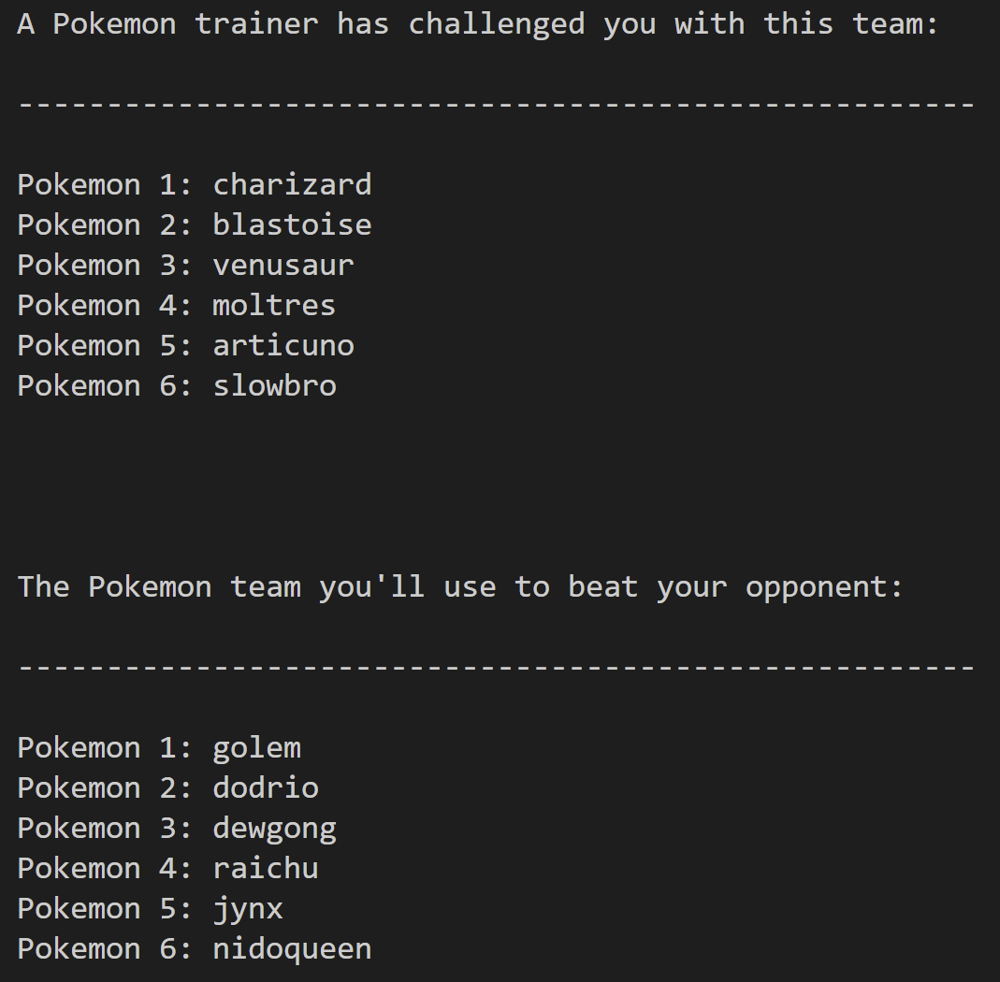 A Pokemon trainer has challenged you with this team:
------------------------------------------------------
Pokemon 1: charizard
Pokemon 2: blastoise
Pokemon 3: venusaur
Pokemon 4: moltres
Pokemon 5: articuno
Pokemon 6: slowbro
The Pokemon team you'll use to beat your opponent:
------------------------------------------------------
Pokemon 1: golem
Pokemon 2: dodrio
Pokemon 3: dewgong
Pokemon 4: raichu
Pokemon 5: jynx
Pokemon 6: nidoqueen